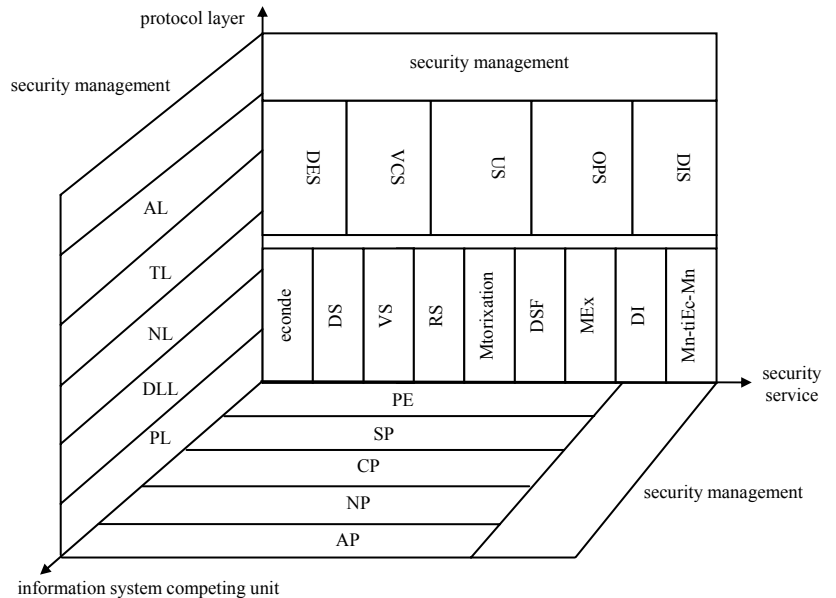 protocol layer
security management
security management
DES
VCS
US
OPS
DIS
AL
TL
NL
DLL
PL
econde
DS
VS
RS
Mtorixation
DSF
MEx
DI
Mn-tiEc-Mn
security
service
PE
SP
CP
NP
AP
security management
information system competing unit